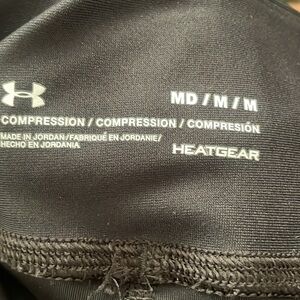 MD / M / M
COMPRESSION / COMPRESSION / COMPRESIÓN
MADE IN JORDAN / FABRIQUÉ EN JORDANIE/
HECHO EN JORDANIA
HEATGEAR